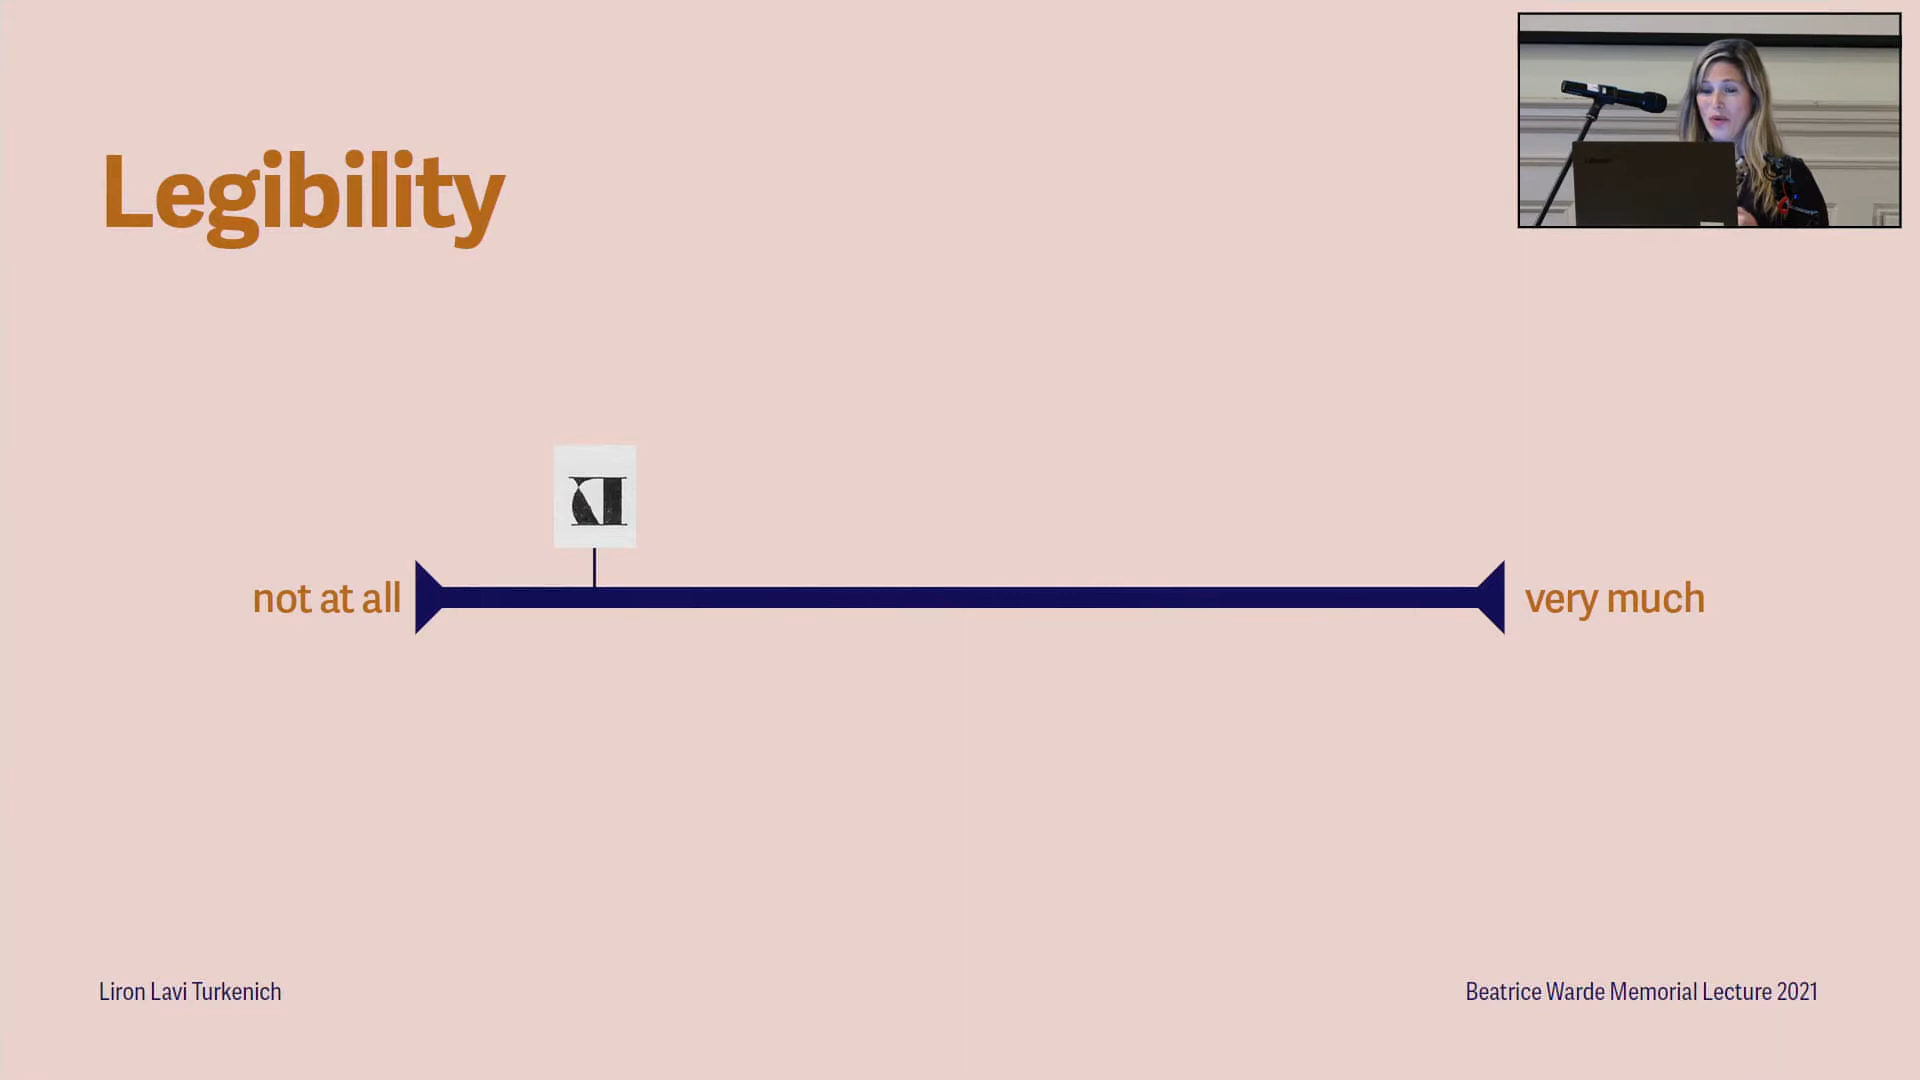 Legibility
not at all
very much
Liron Lavi Turkenich
Beatrice Warde Memorial Lecture 2021